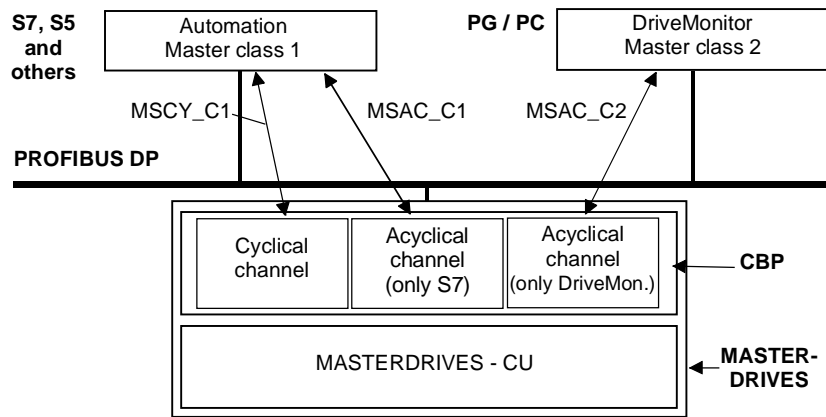 S7, S5
and
others
Automation
Master class 1
PG / PC
DriveMonitor
Master class 2
MSCY_C1
MSAC_C1
MSAC_C2
PROFIBUS DP
Cyclical
channel
Acyclical
channel
(only S7)
Acyclical
channel
(only DriveMon.)
CBP
MASTERDRIVES - CU
MASTER-
DRIVES